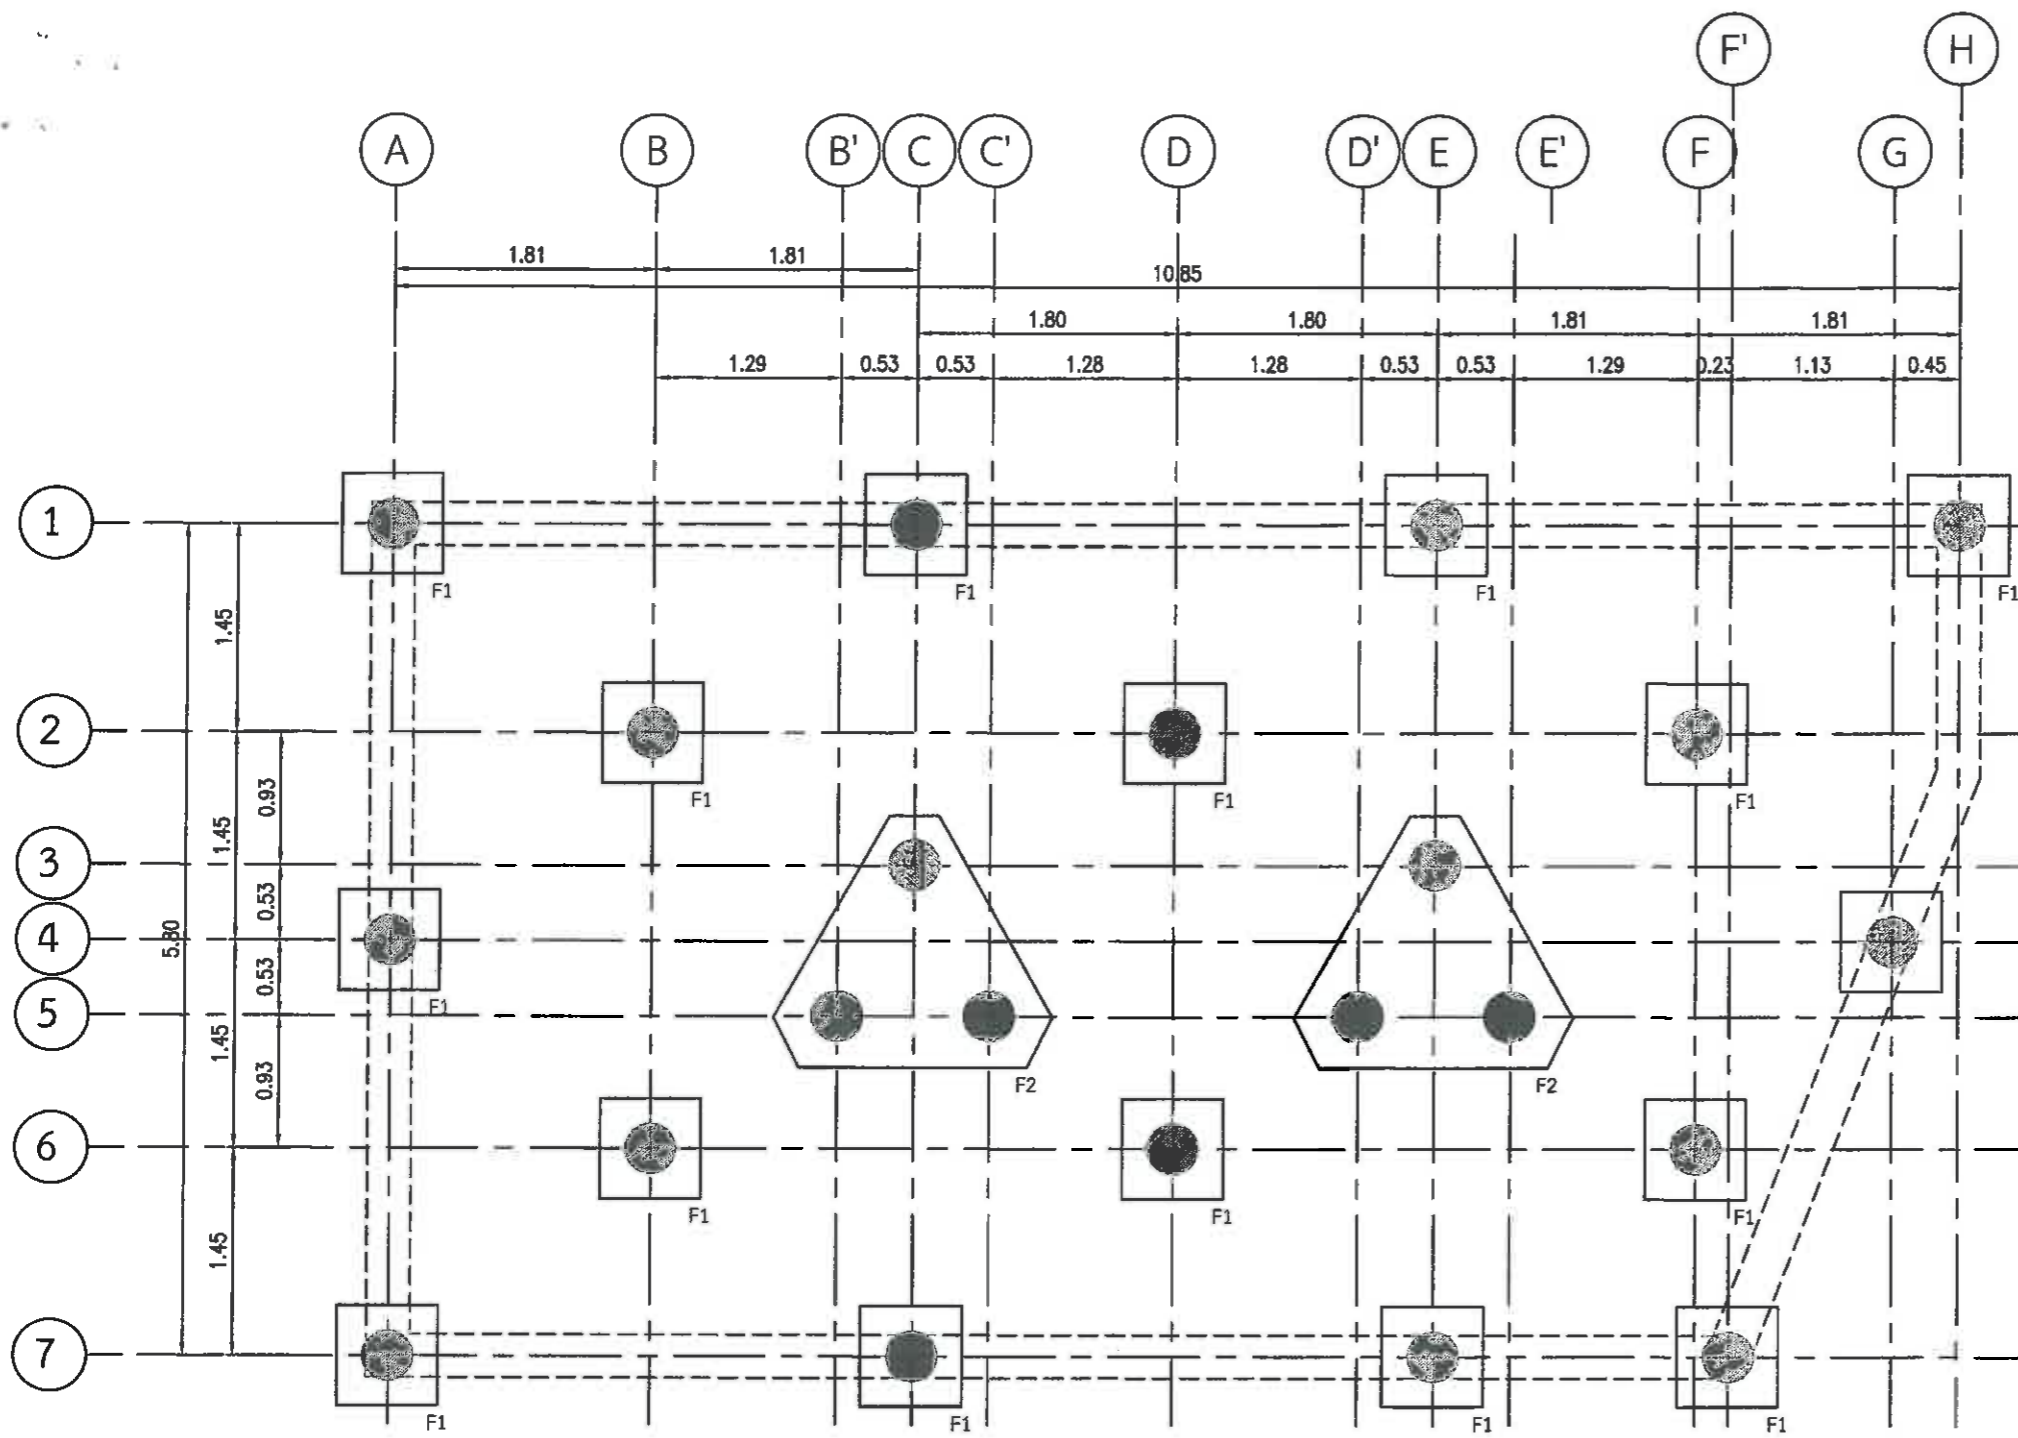 F' H
A B B' C C' D D' E E' F G
1.81 1.81
10.85
1.80 1.80 1.81 1.81
1.29 0.53 0.53 1.28 1.28 0.53 0.53 1.29 0.23 1.13 0.45
1
F1 F1 F1 F1
1.45
2
F1 F1 F1
0.93
1.45
3
0.53
4
5.80
0.53
F1
5
1.45
0.93
F2 F2
6
F1 F1 F1
1.45
7
F1 F1 F1 F1